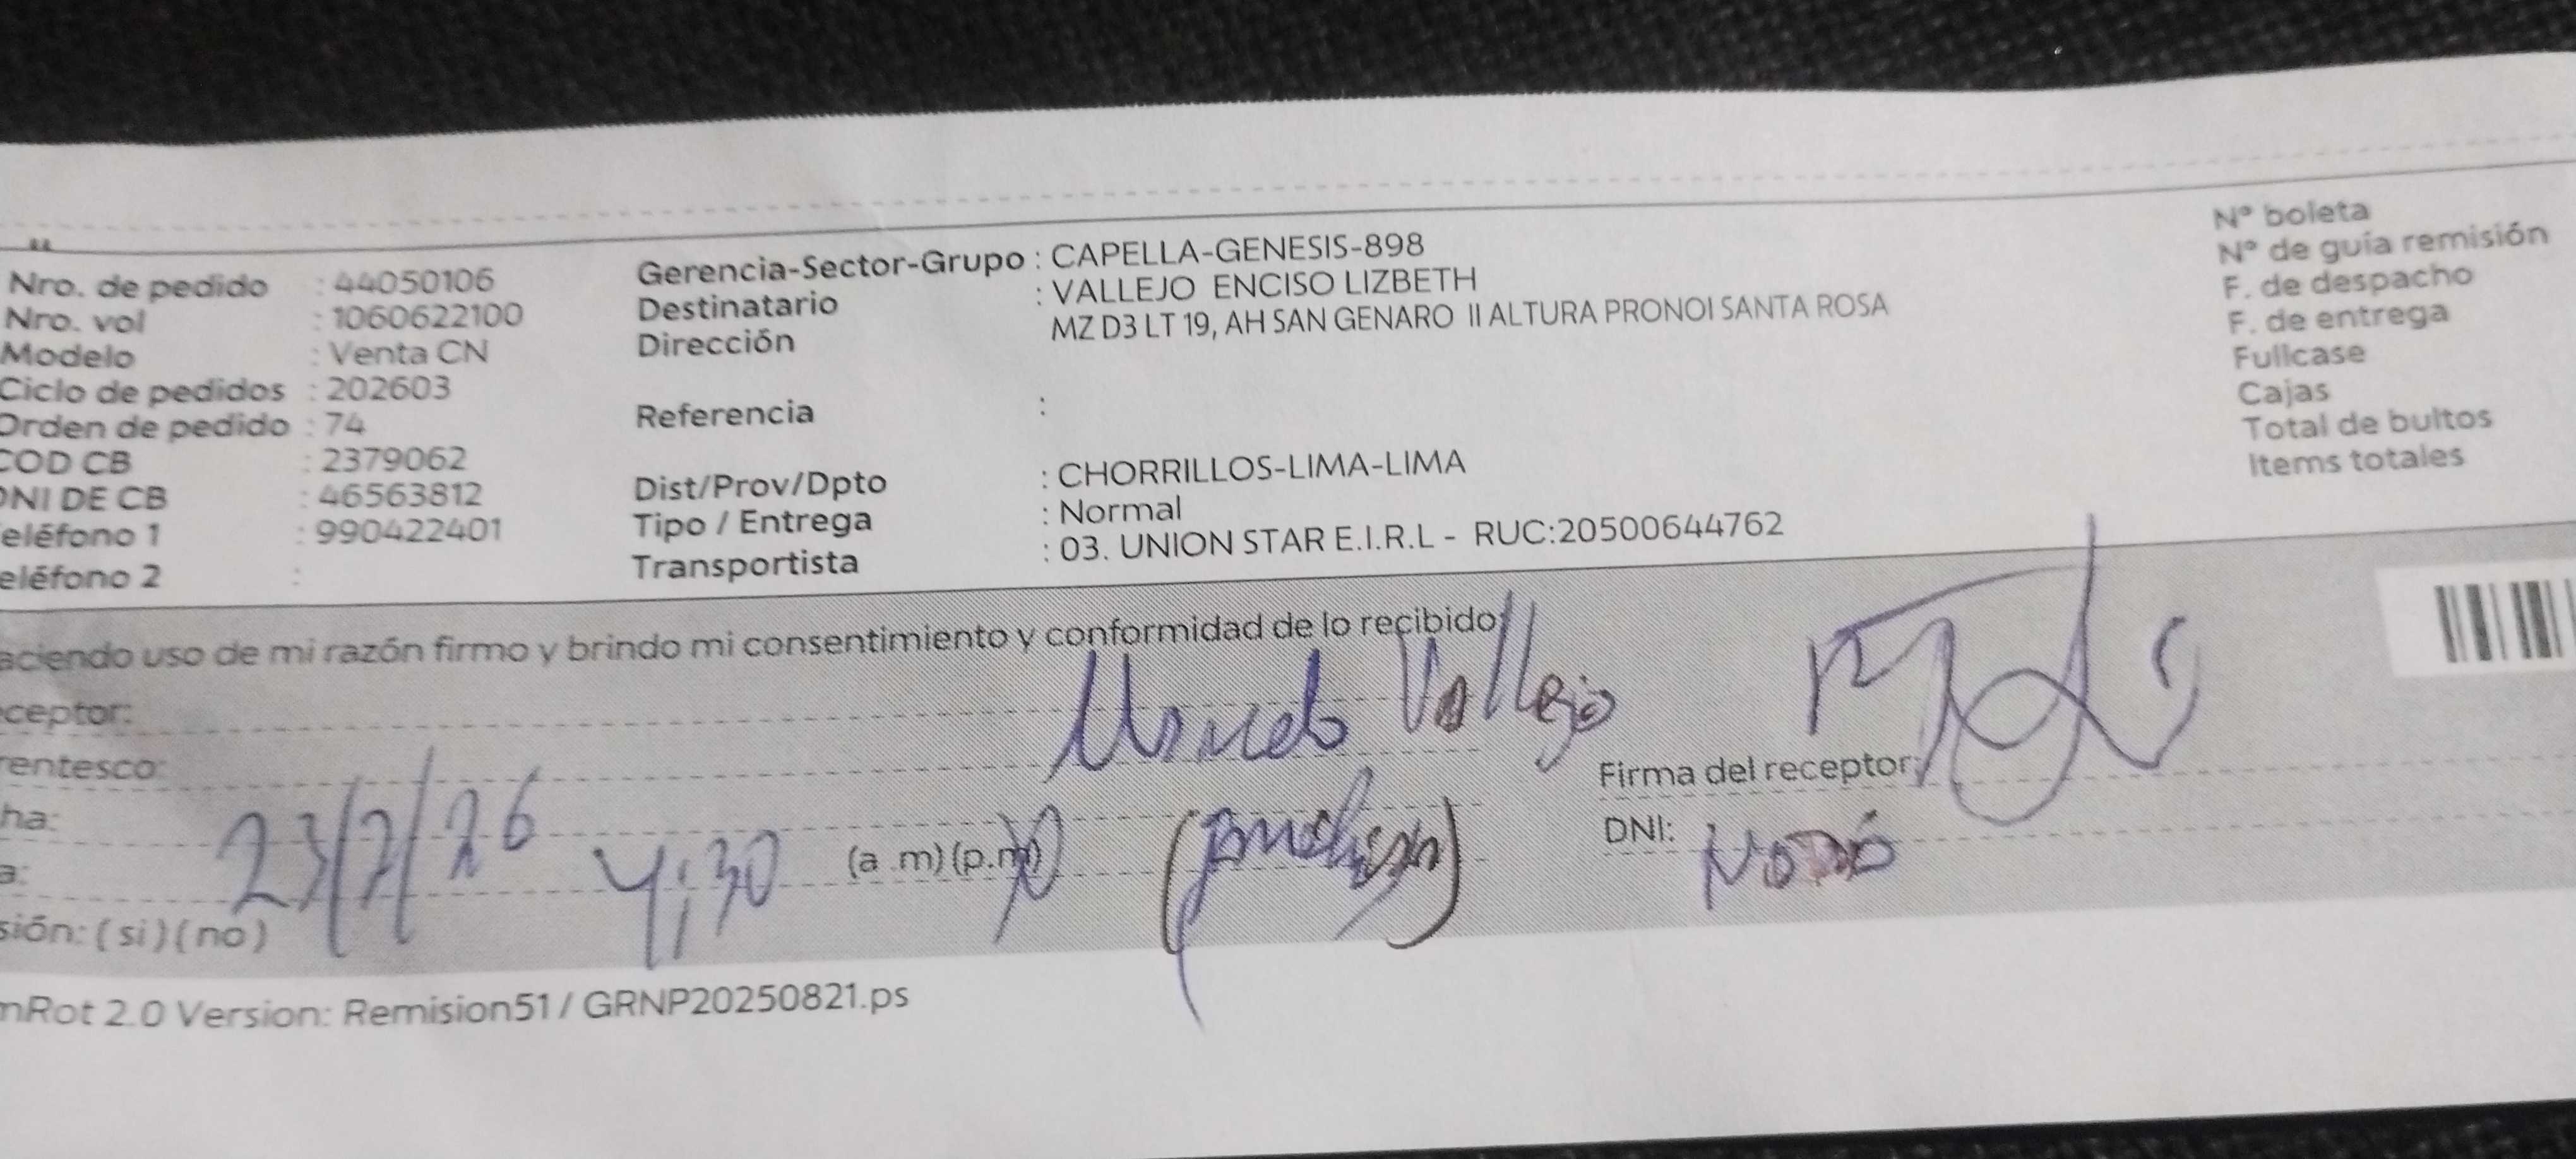 Nro. de pedido : 44050106
Nro. vol : 1060622100
Modelo : Venta CN
Ciclo de pedidos : 202603
Orden de pedido : 74
COD CB : 2379062
DNI DE CB : 46563812
eléfono 1 : 990422401
eléfono 2 :
Gerencia-Sector-Grupo : CAPELLA-GENESIS-898
Destinatario : VALLEJO ENCISO LIZBETH
Dirección MZ D3 LT 19, AH SAN GENARO II ALTURA PRONOI SANTA ROSA
Referencia :
Dist/Prov/Dpto : CHORRILLOS-LIMA-LIMA
Tipo / Entrega : Normal
Transportista : 03. UNION STAR E.I.R.L - RUC:20500644762
N° boleta
N° de guía remisión
F. de despacho
F. de entrega
Fullcase
Cajas
Total de bultos
Items totales
aciendo uso de mi razón firmo y brindo mi consentimiento y conformidad de lo recibido
ceptor: Vallejo
rentesco:
Firma del receptor:
ha: 23/2/26
DNI: No Dió
a: 4:30 (a .m) (p.m)
sión: ( si ) ( no )
mRot 2.0 Version: Remision51 / GRNP20250821.ps